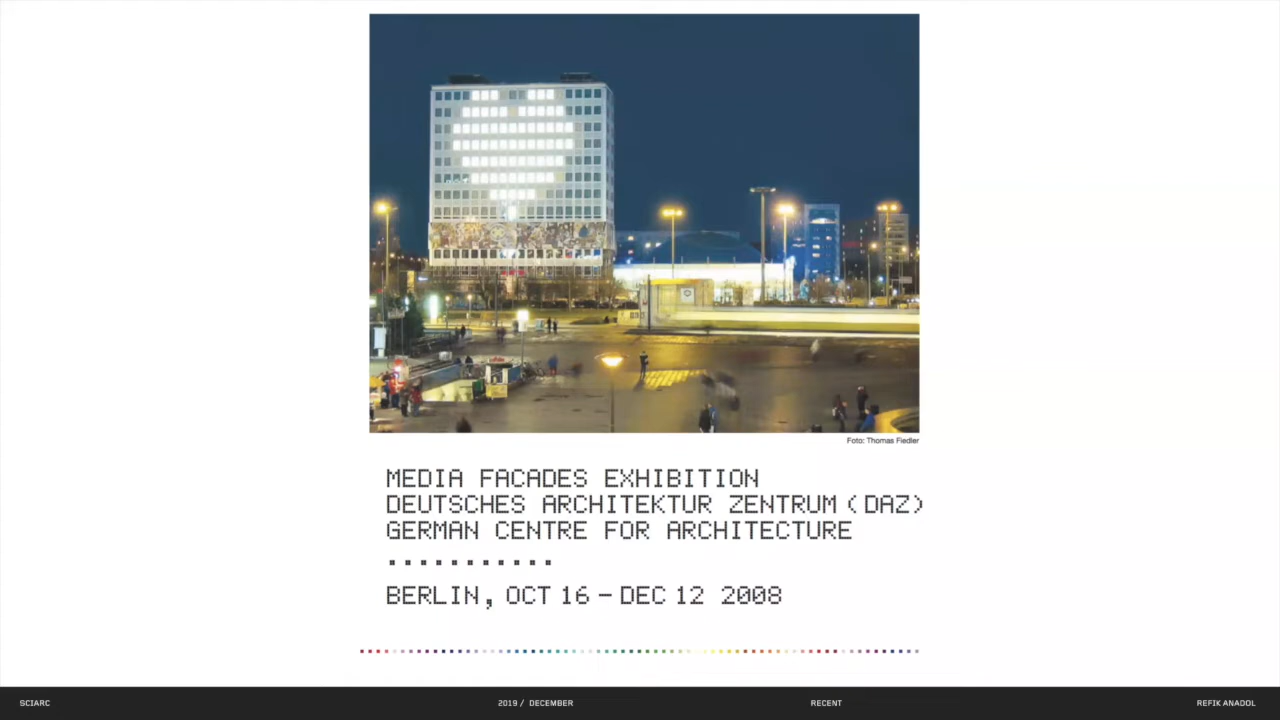 Foto: Thomas Fiedler
MEDIA FACADES EXHIBITION
DEUTSCHES ARCHITEKTUR ZENTRUM (DAZ)
GERMAN CENTRE FOR ARCHITECTURE
BERLIN, OCT 16 - DEC 12 2008
SCIARC 2019 / DECEMBER RECENT REFIK ANADOL